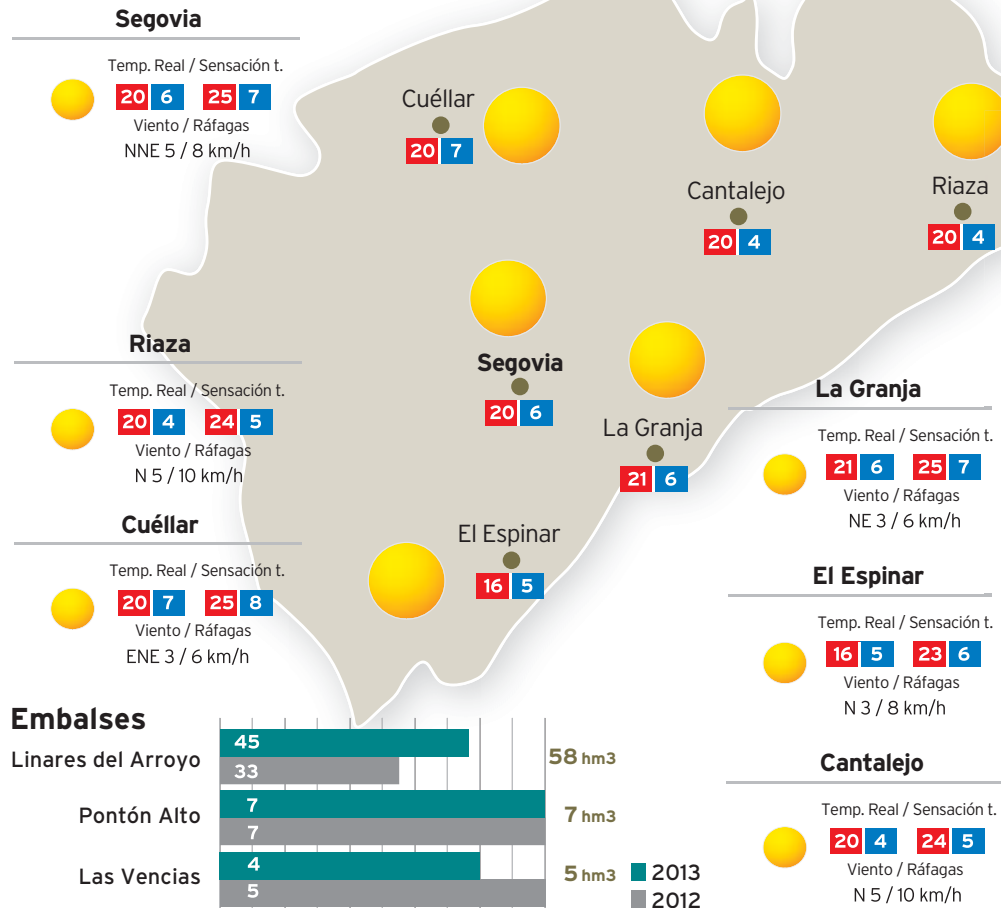 Segovia
Temp. Real / Sensación t.
20 6 25 7
Viento / Ráfagas
NNE 5 / 8 km/h
Cuéllar
20 7
Cantalejo
20 4
Riaza
20 4
Segovia
20 6
La Granja
21 6
El Espinar
16 5
Riaza
Temp. Real / Sensación t.
20 4 24 5
Viento / Ráfagas
N 5 / 10 km/h
Cuéllar
Temp. Real / Sensación t.
20 7 25 8
Viento / Ráfagas
ENE 3 / 6 km/h
La Granja
Temp. Real / Sensación t.
21 6 25 7
Viento / Ráfagas
NE 3 / 6 km/h
El Espinar
Temp. Real / Sensación t.
16 5 23 6
Viento / Ráfagas
N 3 / 8 km/h
Cantalejo
Temp. Real / Sensación t.
20 4 24 5
Viento / Ráfagas
N 5 / 10 km/h
Embalses
Linares del Arroyo
45
33
58 hm3
Pontón Alto
7
7
7 hm3
Las Vencias
4
5
5 hm3
2013
2012